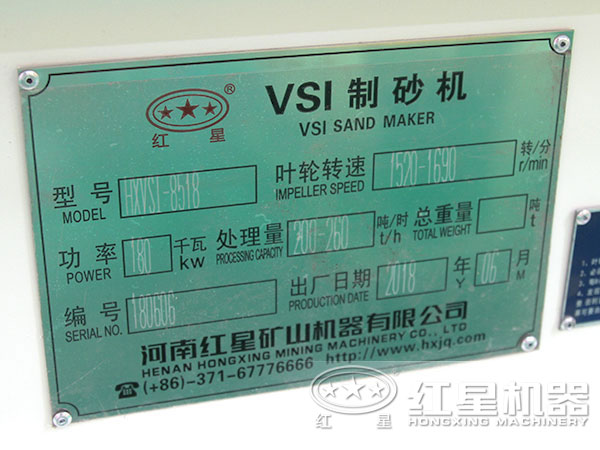 ®
红 星
VSI 制砂机
VSI SAND MAKER
型号 HXVSI-8518 叶轮转速 1520-1690 转/分
MODEL IMPELLER SPEED r/min
功率 180 千瓦 处理量 200-260 吨/时 总重量 吨
POWER kw PROCESSING CAPACITY t/h TOTAL WEIGHT t
编号 180606 出厂日期 2018 年 06 月
SERIAL NO. PRODUCTION DATE Y M
河南红星矿山机器有限公司
HENAN HONGXING MINING MACHINERY CO., LTD
☎(+86)-371-67776666 http://www.hxjq.com
红星机器
红 星 HONGXING MACHINERY